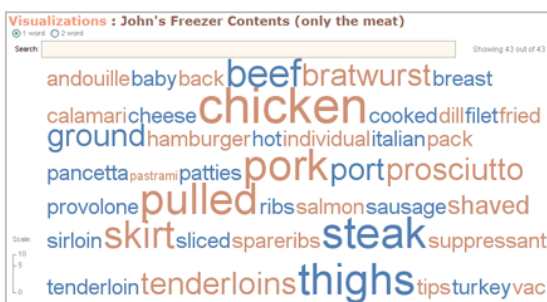 Visualizations : John's Freezer Contents (only the meat)
1 word 2 word
Search: Showing 43 out of 43
andouille baby back beef bratwurst breast
calamari cheese chicken cooked dill filet fried
ground hamburger hot individual italian pack
pancetta pastrami patties pork port prosciutto
provolone pulled ribs salmon sausage shaved
sirloin skirt sliced spareribs steak suppressant
tenderloin tenderloins thighs tips turkey vac
Scale:
10
5
0